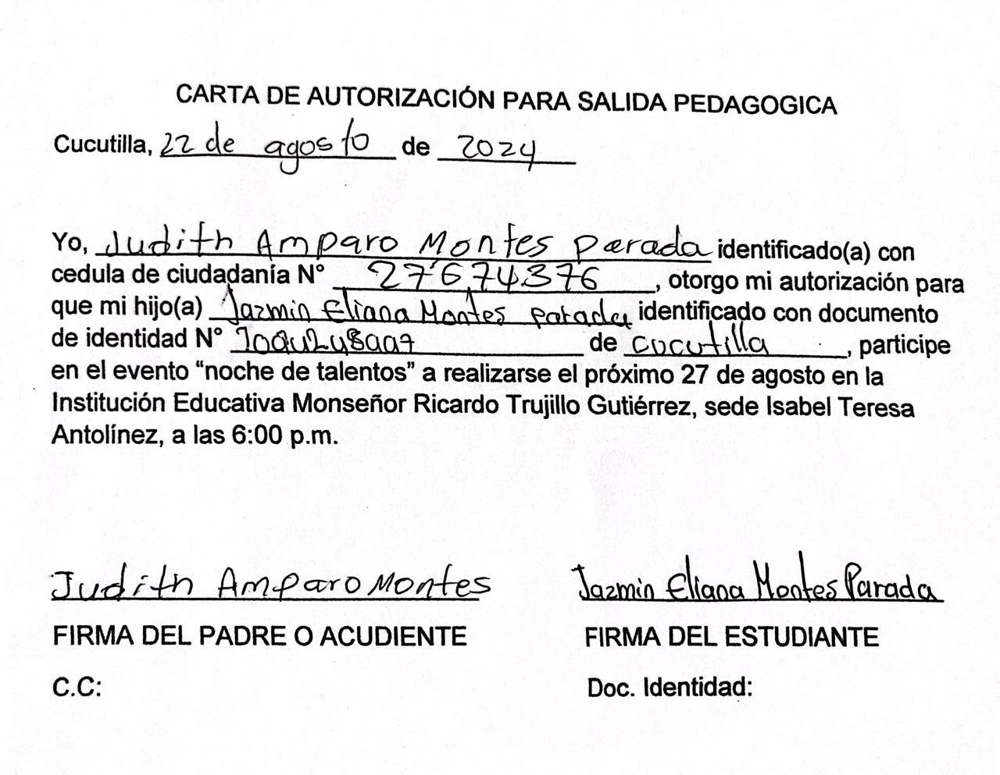 CARTA DE AUTORIZACIÓN PARA SALIDA PEDAGOGICA
Cucutilla, 22 de agosto de 2024
Yo, Judith Amparo Montes parada identificado(a) con
cedula de ciudadanía N° 27674376, otorgo mi autorización para
que mi hijo(a) Jazmin Eliana Montes parada identificado con documento
de identidad N° de cucutilla, participe
en el evento “noche de talentos” a realizarse el próximo 27 de agosto en la
Institución Educativa Monseñor Ricardo Trujillo Gutiérrez, sede Isabel Teresa
Antolínez, a las 6:00 p.m.
Judith Amparo Montes Jazmin Eliana Montes Parada
FIRMA DEL PADRE O ACUDIENTE FIRMA DEL ESTUDIANTE
C.C: Doc. Identidad: